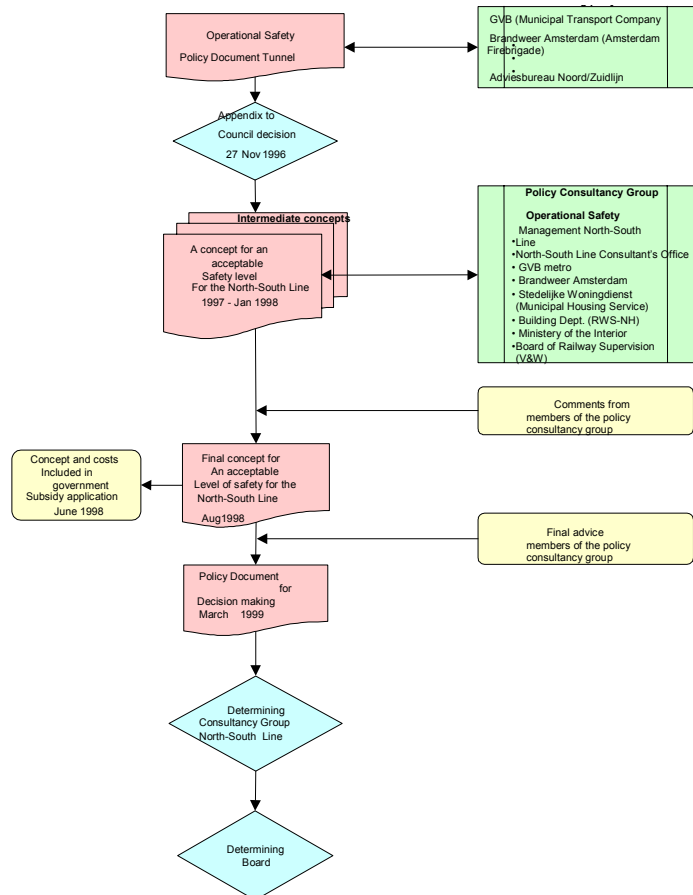 Operational Safety
Policy Document Tunnel
GVB (Municipal Transport Company
Brandweer Amsterdam (Amsterdam
Firebrigade)
•
•
•
Adviesbureau Noord/Zuidlijn
Appendix to
Council decision
27 Nov 1996
Intermediate concepts
A concept for an
acceptable
Safety level
For the North-South Line
1997 - Jan 1998
Policy Consultancy Group
Operational Safety
Management North-South
•Line
•North-South Line Consultant's Office
• GVB metro
• Brandweer Amsterdam
• Stedelijke Woningdienst
(Municipal Housing Service)
• Building Dept. (RWS-NH)
• Ministry of the Interior
•Board of Railway Supervision
(V&W)
Comments from
members of the policy
consultancy group
Concept and costs
Included in
government
Subsidy application
June 1998
Final concept for
An acceptable
Level of safety for the
North-South Line
Aug1998
Final advice
members of the policy
consultancy group
Policy Document
for
Decision making
March 1999
Determining
Consultancy Group
North-South Line
Determining
Board